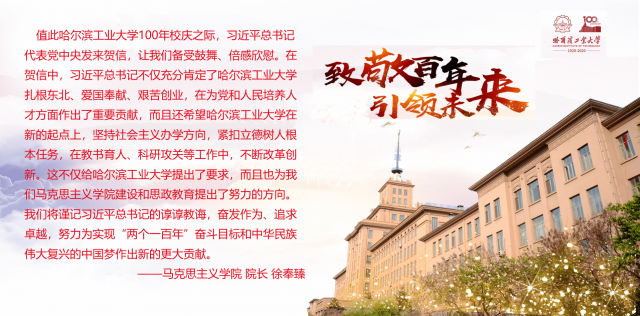 值此哈尔滨工业大学100年校庆之际，习近平总书记
代表党中央发来贺信，让我们备受鼓舞、倍感欣慰。在
贺信中，习近平总书记不仅充分肯定了哈尔滨工业大学
扎根东北、爱国奉献、艰苦创业，在为党和人民培养人
才方面作出了重要贡献，而且还希望哈尔滨工业大学在
新的起点上，坚持社会主义办学方向，紧扣立德树人根
本任务，在教书育人、科研攻关等工作中，不断改革创
新。这不仅给哈尔滨工业大学提出了要求，而且也为我
们马克思主义学院建设和思政教育提出了努力的方向。
我们将谨记习近平总书记的谆谆教诲，奋发作为、追求
卓越，努力为实现“两个一百年”奋斗目标和中华民族
伟大复兴的中国梦作出新的更大贡献。
——马克思主义学院 院长 徐奉臻
哈爾濱工業大學
1920-2020
致敬百年
引领未来